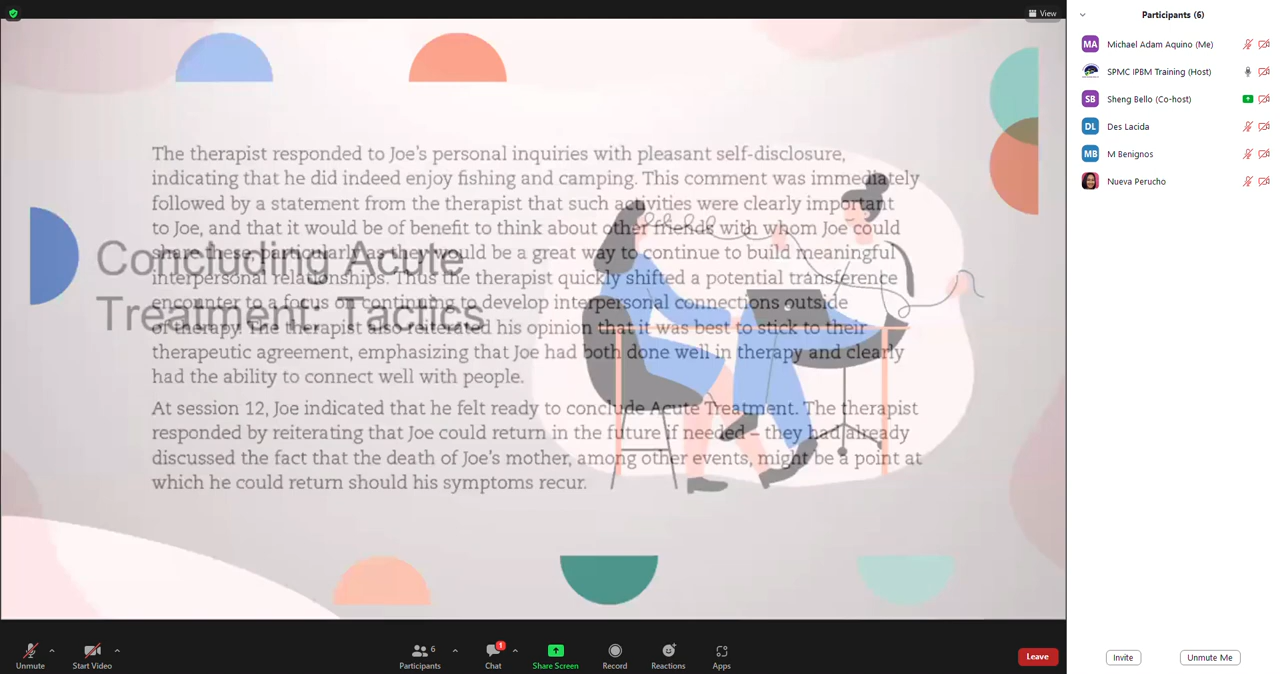 View
Participants (6)
MA Michael Adam Aquino (Me)
SPMC IPBM Training (Host)
SB Sheng Bello (Co-host)
DL Des Lacida
MB M Benignos
Nueva Perucho
The therapist responded to Joe's personal inquiries with pleasant self-disclosure,
indicating that he did indeed enjoy fishing and camping. This comment was immediately
followed by a statement from the therapist that such activities were clearly important
to Joe, and that it would be of benefit to think about other friends with whom Joe could
share these, particularly as they would be a great way to continue to build meaningful
interpersonal relationships. Thus the therapist quickly shifted a potential transference
encounter to a focus on continuing to develop interpersonal connections outside
of therapy. The therapist also reiterated his opinion that it was best to stick to their
therapeutic agreement, emphasizing that Joe had both done well in therapy and clearly
had the ability to connect well with people.
At session 12, Joe indicated that he felt ready to conclude Acute Treatment. The therapist
responded by reiterating that Joe could return in the future if needed – they had already
discussed the fact that the death of Joe's mother, among other events, might be a point at
which he could return should his symptoms recur.
Concluding Acute
Treatment: Tactics
Unmute
Start Video
6
Participants
1
Chat
Share Screen
Record
Reactions
Apps
Leave
Invite
Unmute Me